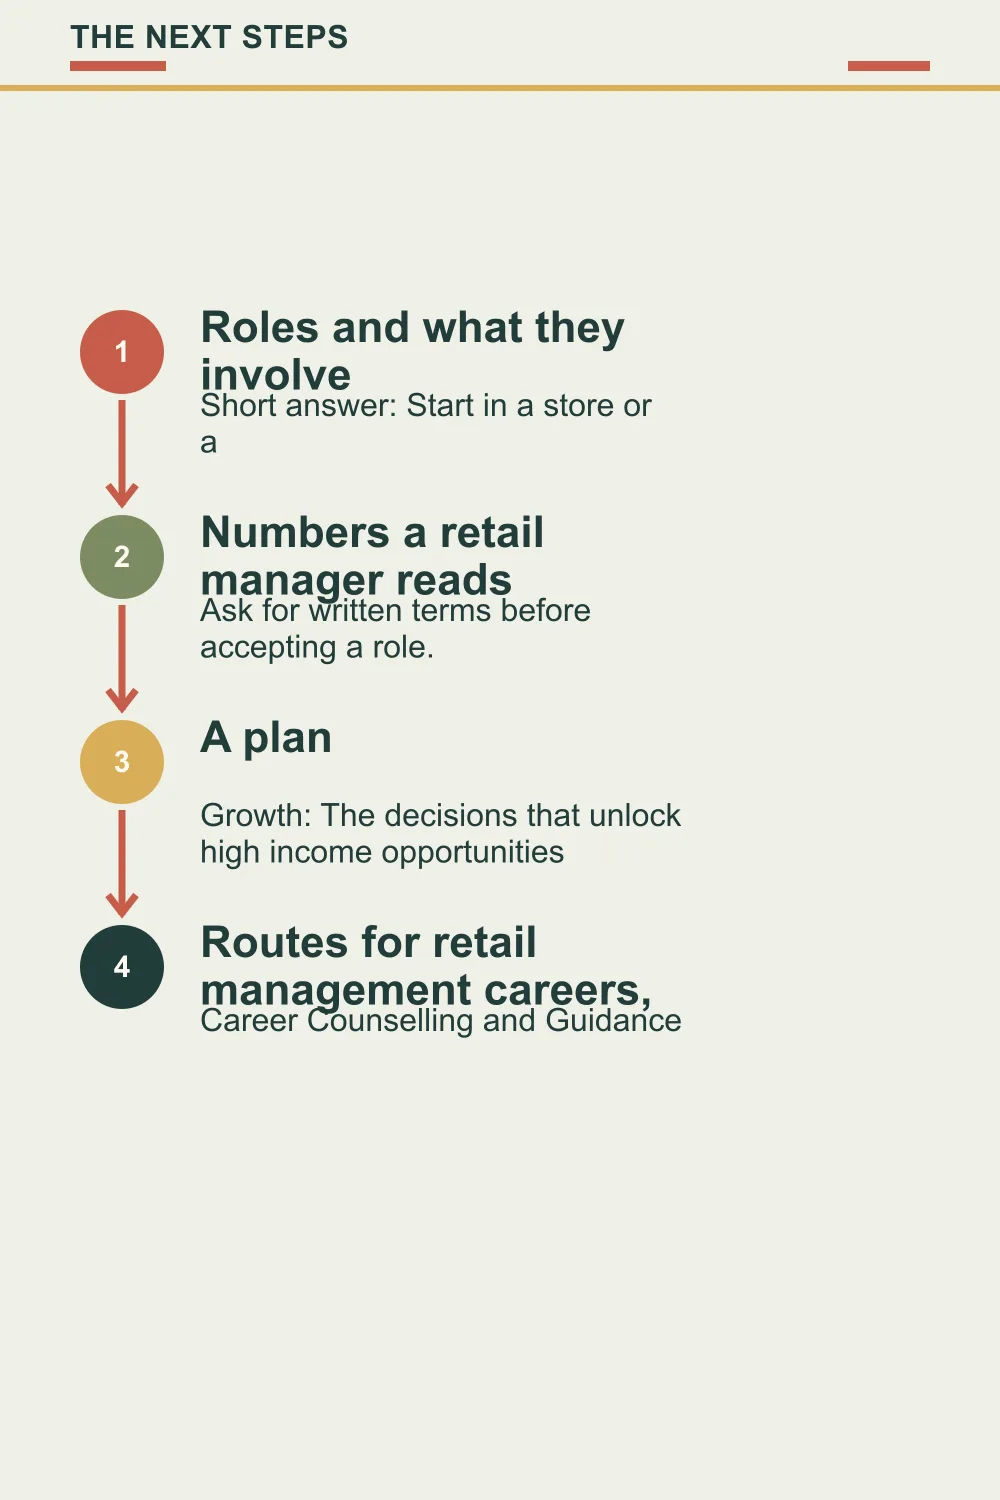 THE NEXT STEPS
1
Roles and what they
involve
Short answer: Start in a store or
a
2
Numbers a retail
manager reads
Ask for written terms before
accepting a role.
3
A plan
Growth: The decisions that unlock
high income opportunities
4
Routes for retail
management careers,
Career Counselling and Guidance